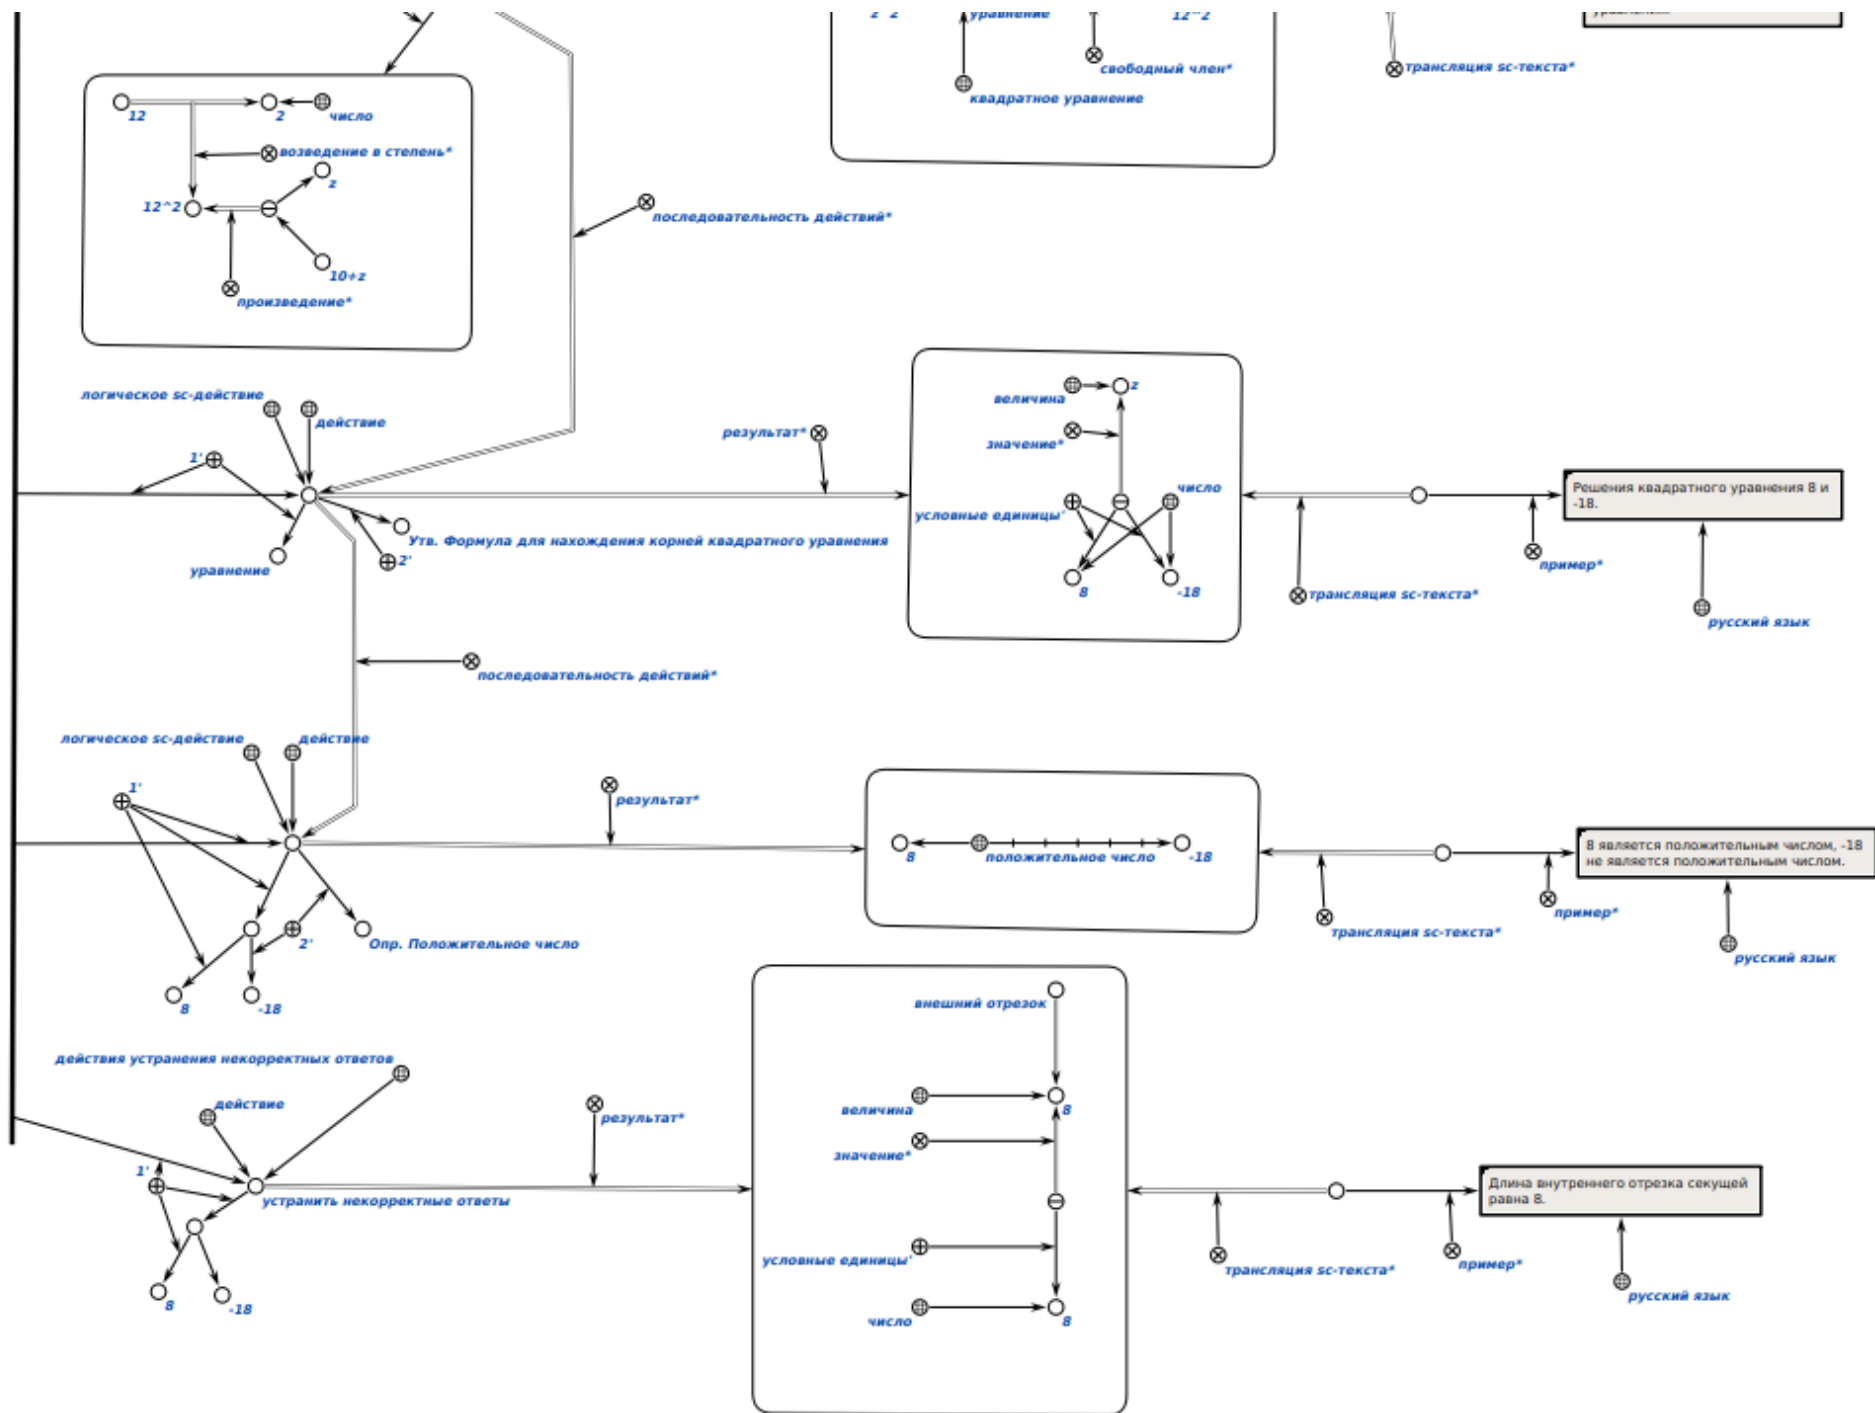 уравнение
12^2
свободный член*
трансляция sc-текста*
квадратное уравнение
12
2
число
возведение в степень*
z
12^2
10+z
произведение*
последовательность действий*
величина
z
логическое sc-действие
действие
результат*
значение*
1'
число
условные единицы'
Решения квадратного уравнения 8 и
-18.
Утв. Формула для нахождения корней квадратного уравнения
2'
уравнение
пример*
8
-18
трансляция sc-текста*
русский язык
последовательность действий*
логическое sc-действие
действие
1'
результат*
8
положительное число
-18
8 является положительным числом, -18
не является положительным числом.
2'
Опр. Положительное число
пример*
трансляция sc-текста*
русский язык
8
-18
внешний отрезок
действия устранения некорректных ответов
действие
результат*
величина
8
значение*
1'
устранить некорректные ответы
Длина внутреннего отрезка секущей
равна 8.
условные единицы'
трансляция sc-текста*
пример*
русский язык
8
-18
число
8